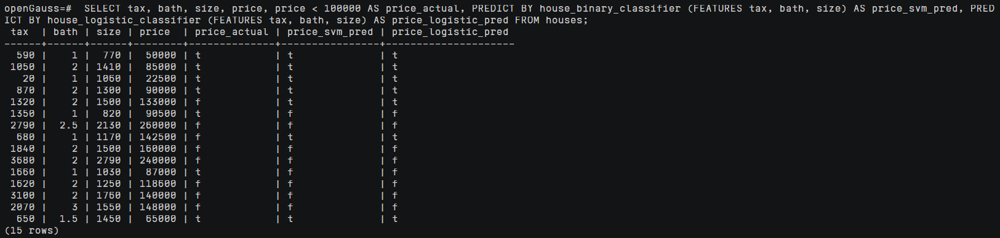 openGauss=#  SELECT tax, bath, size, price, price < 100000 AS price_actual, PREDICT BY house_binary_classifier (FEATURES tax, bath, size) AS price_svm_pred, PRED
ICT BY house_logistic_classifier (FEATURES tax, bath, size) AS price_logistic_pred FROM houses;
 tax  | bath | size | price  | price_actual | price_svm_pred | price_logistic_pred
------+------+------+--------+--------------+----------------+---------------------
  590 |    1 |  770 |  50000 | t            | t              | t
 1050 |    2 | 1410 |  85000 | t            | t              | t
   20 |    1 | 1060 |  22500 | t            | t              | t
  870 |    2 | 1300 |  90000 | t            | t              | t
 1320 |    2 | 1500 | 133000 | f            | t              | t
 1350 |    1 |  820 |  90500 | t            | f              | f
 2790 |  2.5 | 2130 | 260000 | f            | f              | f
  680 |    1 | 1170 | 142500 | f            | t              | t
 1840 |    2 | 1500 | 160000 | f            | f              | f
 3680 |    2 | 2790 | 240000 | f            | f              | f
 1660 |    1 | 1030 |  87000 | t            | f              | f
 1620 |    2 | 1250 | 118600 | f            | f              | f
 3100 |    2 | 1760 | 140000 | f            | f              | f
 2070 |    3 | 1550 | 148000 | f            | f              | f
  650 |  1.5 | 1450 |  65000 | t            | t              | t
(15 rows)